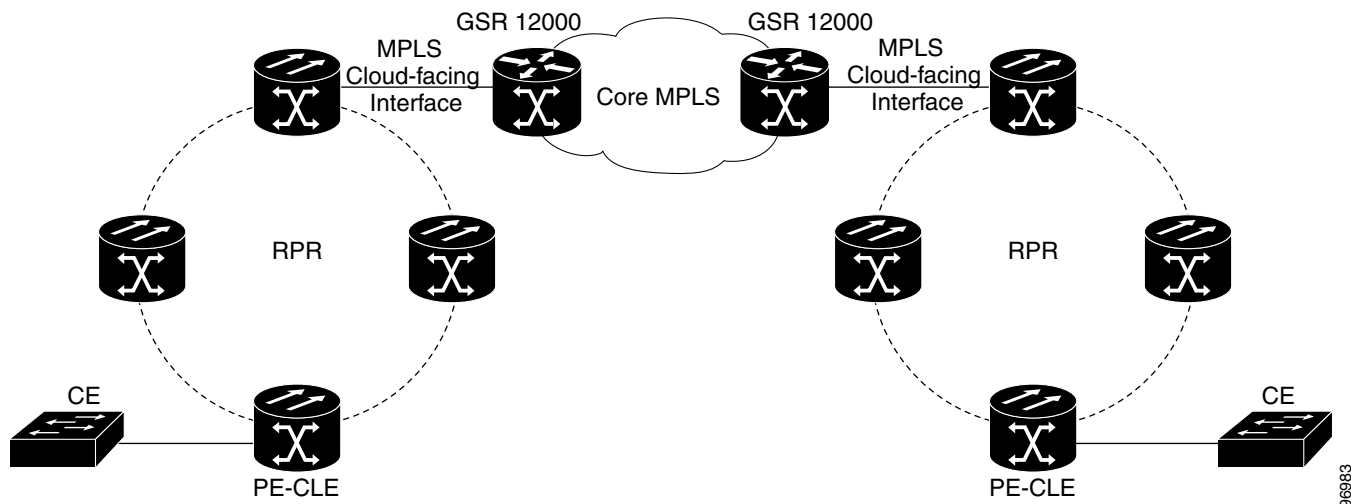 GSR 12000
GSR 12000
MPLS
Cloud-facing
Interface
Core MPLS
MPLS
Cloud-facing
Interface
RPR
RPR
CE
CE
PE-CLE
PE-CLE
96983